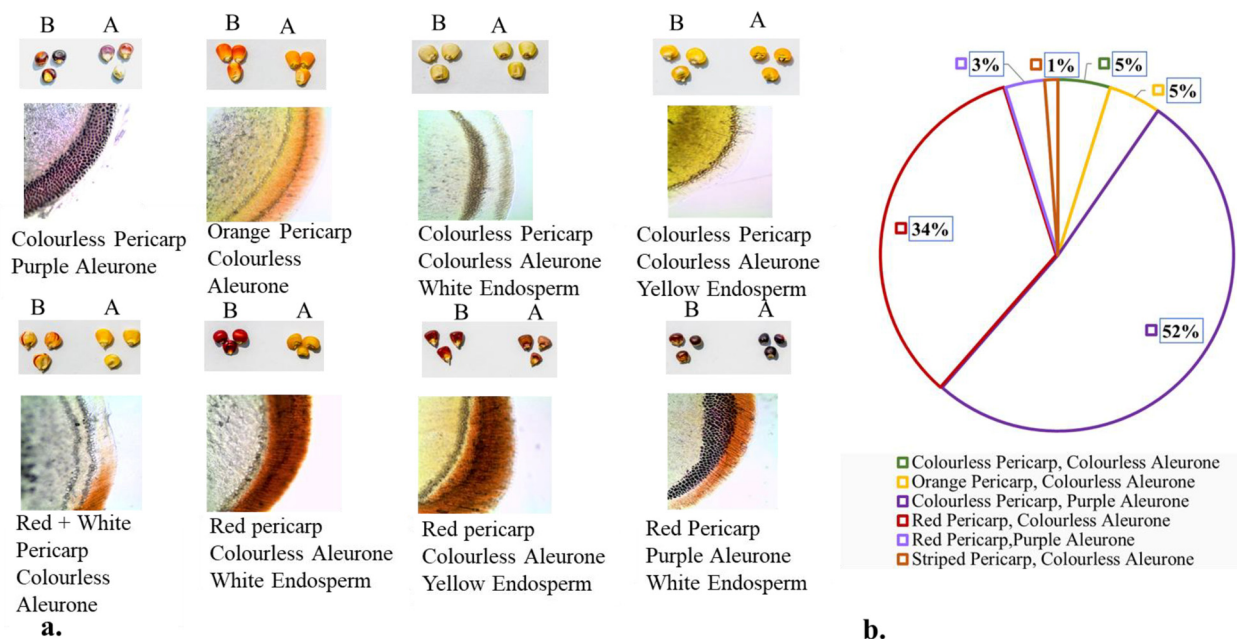 B A
B A
B A
B A
Colourless Pericarp
Purple Aleurone
Orange Pericarp
Colourless
Aleurone
Colourless Pericarp
Colourless Aleurone
White Endosperm
Colourless Pericarp
Colourless Aleurone
Yellow Endosperm
B A
B A
B A
B A
Red + White
Pericarp
Colourless
Aleurone
Red pericarp
Colourless Aleurone
White Endosperm
Red pericarp
Colourless Aleurone
Yellow Endosperm
Red Pericarp
Purple Aleurone
White Endosperm
a.
3% 1% 5%
5%
34%
52%
Colourless Pericarp, Colourless Aleurone
Orange Pericarp, Colourless Aleurone
Colourless Pericarp, Purple Aleurone
Red Pericarp, Colourless Aleurone
Red Pericarp,Purple Aleurone
Striped Pericarp, Colourless Aleurone
b.